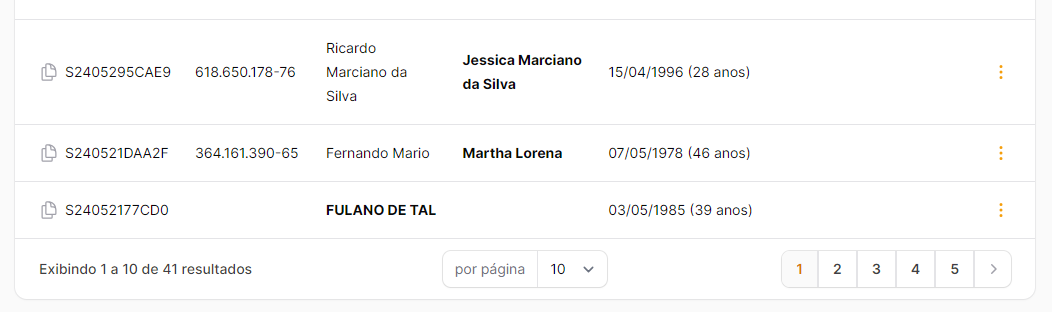 Ricardo
Marciano da
Silva
Jessica Marciano
da Silva
S2405295CAE9 618.650.178-76 15/04/1996 (28 anos)
S240521DAA2F 364.161.390-65 Fernando Mario Martha Lorena 07/05/1978 (46 anos)
S24052177CD0 FULANO DE TAL 03/05/1985 (39 anos)
Exibindo 1 a 10 de 41 resultados por página 10 1 2 3 4 5